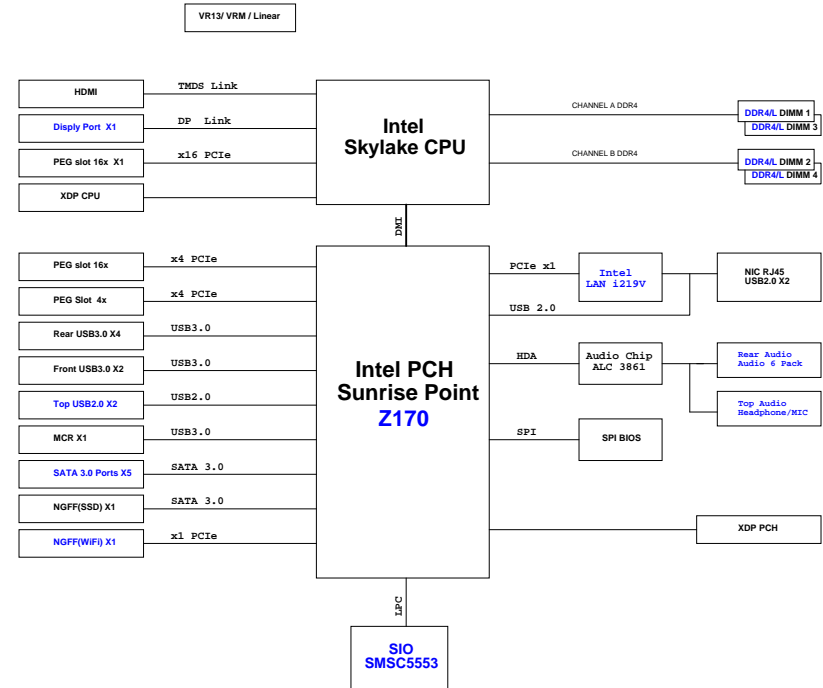 VR13/ VRM / Linear
HDMI
TMDS Link
Disply Port X1
DP Link
PEG slot 16x X1
x16 PCIe
XDP CPU
Intel
Skylake CPU
CHANNEL A DDR4
DDR4/L DIMM 1
DDR4/L DIMM 3
CHANNEL B DDR4
DDR4/L DIMM 2
DDR4/L DIMM 4
DMI
PEG slot 16x
x4 PCIe
PEG Slot 4x
x4 PCIe
Rear USB3.0 X4
USB3.0
Front USB3.0 X2
USB3.0
Top USB2.0 X2
USB2.0
MCR X1
USB3.0
SATA 3.0 Ports X5
SATA 3.0
NGFF(SSD) X1
SATA 3.0
NGFF(WiFi) X1
x1 PCIe
Intel PCH
Sunrise Point
Z170
PCIe x1
Intel
LAN i219V
NIC RJ45
USB2.0 X2
USB 2.0
HDA
Audio Chip
ALC 3861
Rear Audio
Audio 6 Pack
Top Audio
Headphone/MIC
SPI
SPI BIOS
XDP PCH
LPC
SIO
SMSC5553